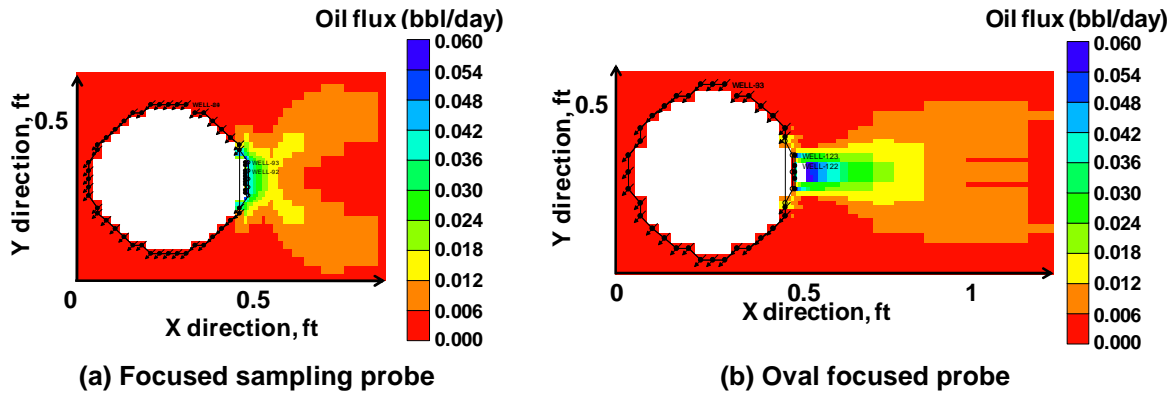 Oil flux (bbl/day)
0.060
0.054
0.048
0.042
0.036
0.030
0.024
0.018
0.012
0.006
0.000
WELL-93
WELL-92
0.5
Y direction, ft
0
0.5
X direction, ft
(a) Focused sampling probe
Oil flux (bbl/day)
0.060
0.054
0.048
0.042
0.036
0.030
0.024
0.018
0.012
0.006
0.000
WELL-93
WELL-123
WELL-122
0.5
Y direction, ft
0
0.5
1
X direction, ft
(b) Oval focused probe